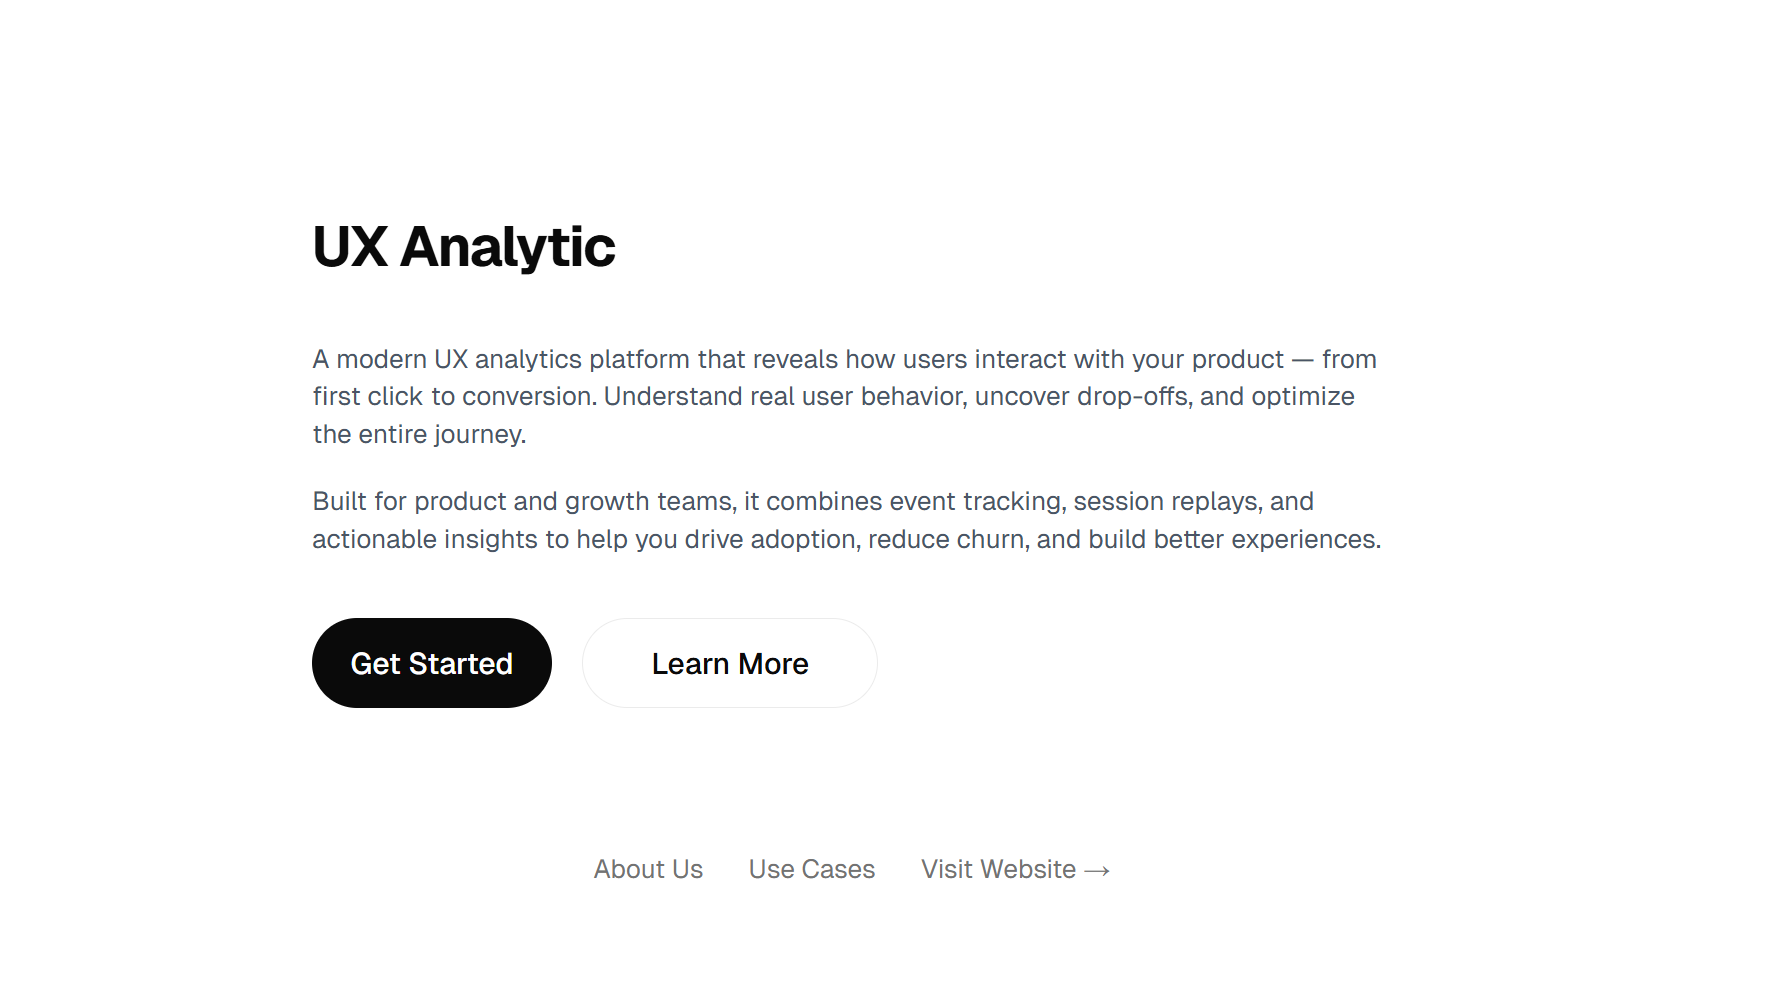 UX Analytic
A modern UX analytics platform that reveals how users interact with your product — from
first click to conversion. Understand real user behavior, uncover drop-offs, and optimize
the entire journey.
Built for product and growth teams, it combines event tracking, session replays, and
actionable insights to help you drive adoption, reduce churn, and build better experiences.
Get Started
Learn More
About Us
Use Cases
Visit Website →